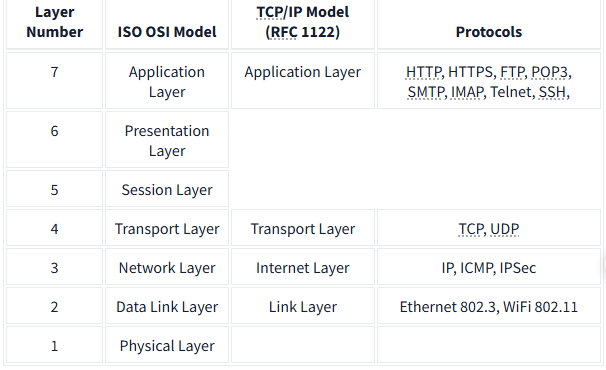 Layer Number ISO OSI Model TCP/IP Model (RFC 1122) Protocols
7 Application Layer Application Layer HTTP, HTTPS, FTP, POP3, SMTP, IMAP, Telnet, SSH,
6 Presentation Layer
5 Session Layer
4 Transport Layer Transport Layer TCP, UDP
3 Network Layer Internet Layer IP, ICMP, IPSec
2 Data Link Layer Link Layer Ethernet 802.3, WiFi 802.11
1 Physical Layer